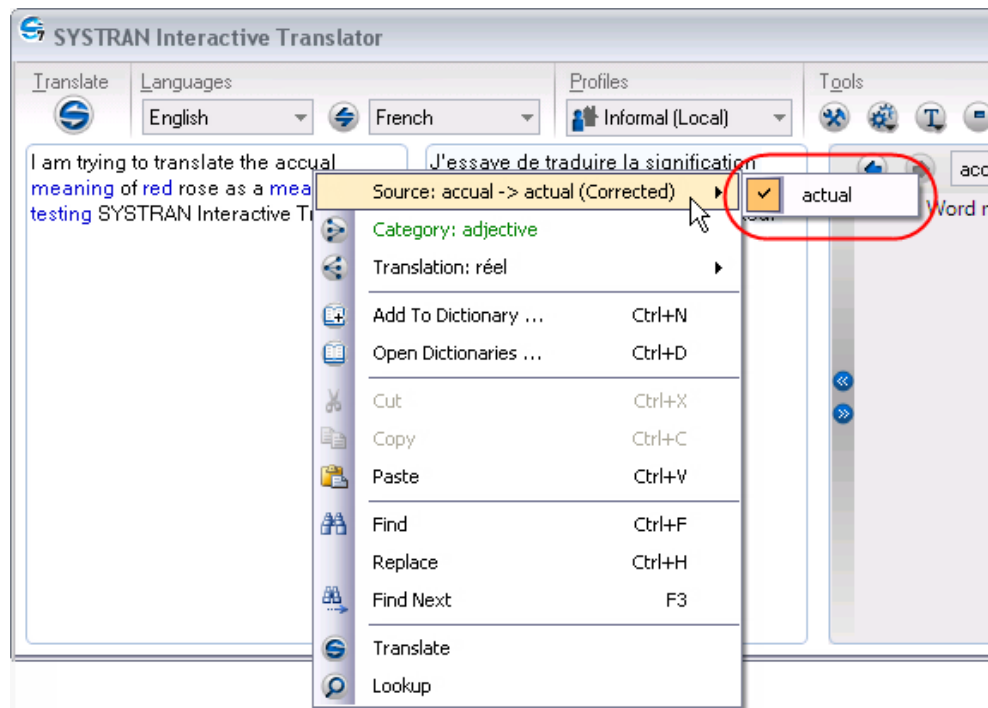 SYSTRAN Interactive Translator
Translate Languages Profiles Tools
English French Informal (Local)
I am trying to translate the accual
meaning of red rose as a mea
testing SYSTRAN Interactive T
J'essaye de traduire la signification
acc
Word
Source: accual -> actual (Corrected)
actual
Category: adjective
Translation: réel
Add To Dictionary ... Ctrl+N
Open Dictionaries ... Ctrl+D
Cut Ctrl+X
Copy Ctrl+C
Paste Ctrl+V
Find Ctrl+F
Replace Ctrl+H
Find Next F3
Translate
Lookup